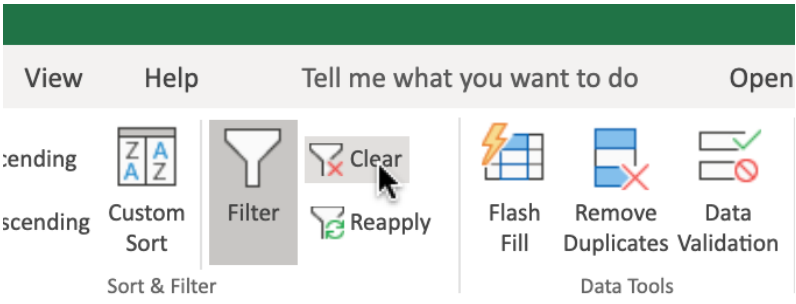 View Help Tell me what you want to do Open
cending
scending
Custom
Sort
Filter
Clear
Reapply
Sort & Filter
Flash
Fill
Remove
Duplicates
Data
Validation
Data Tools